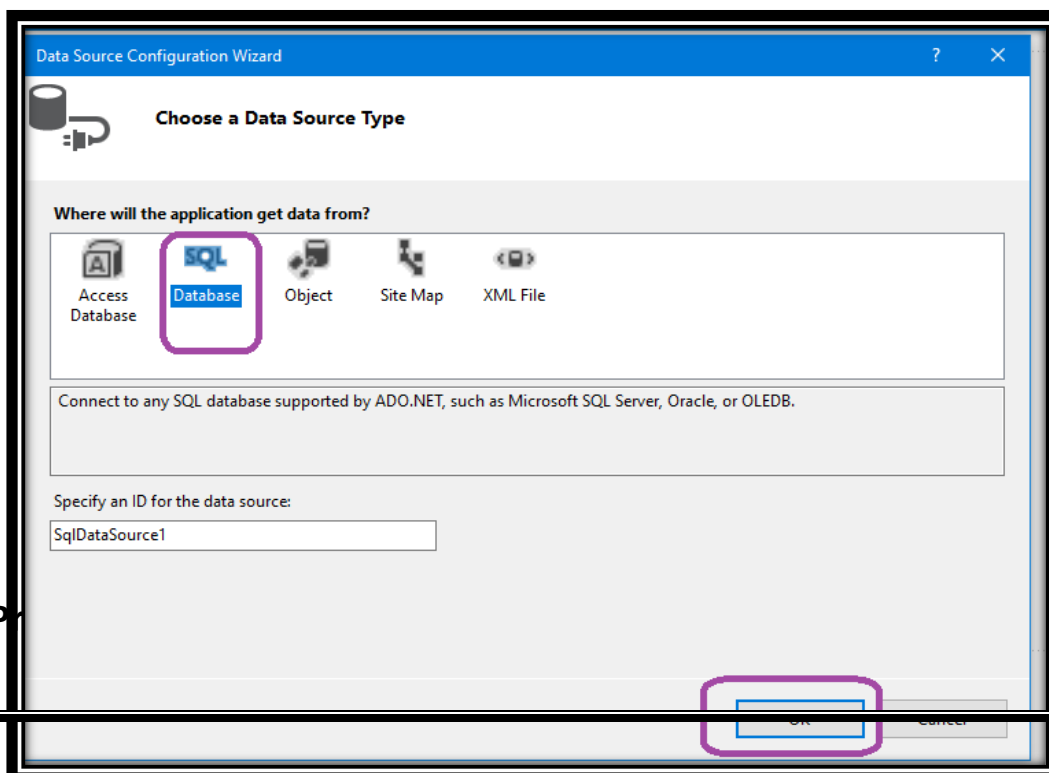 Data Source Configuration Wizard ? ×
Choose a Data Source Type
Where will the application get data from?
SQL
Access Database Object Site Map XML File
Database
Connect to any SQL database supported by ADO.NET, such as Microsoft SQL Server, Oracle, or OLEDB.
Specify an ID for the data source:
SqlDataSource1